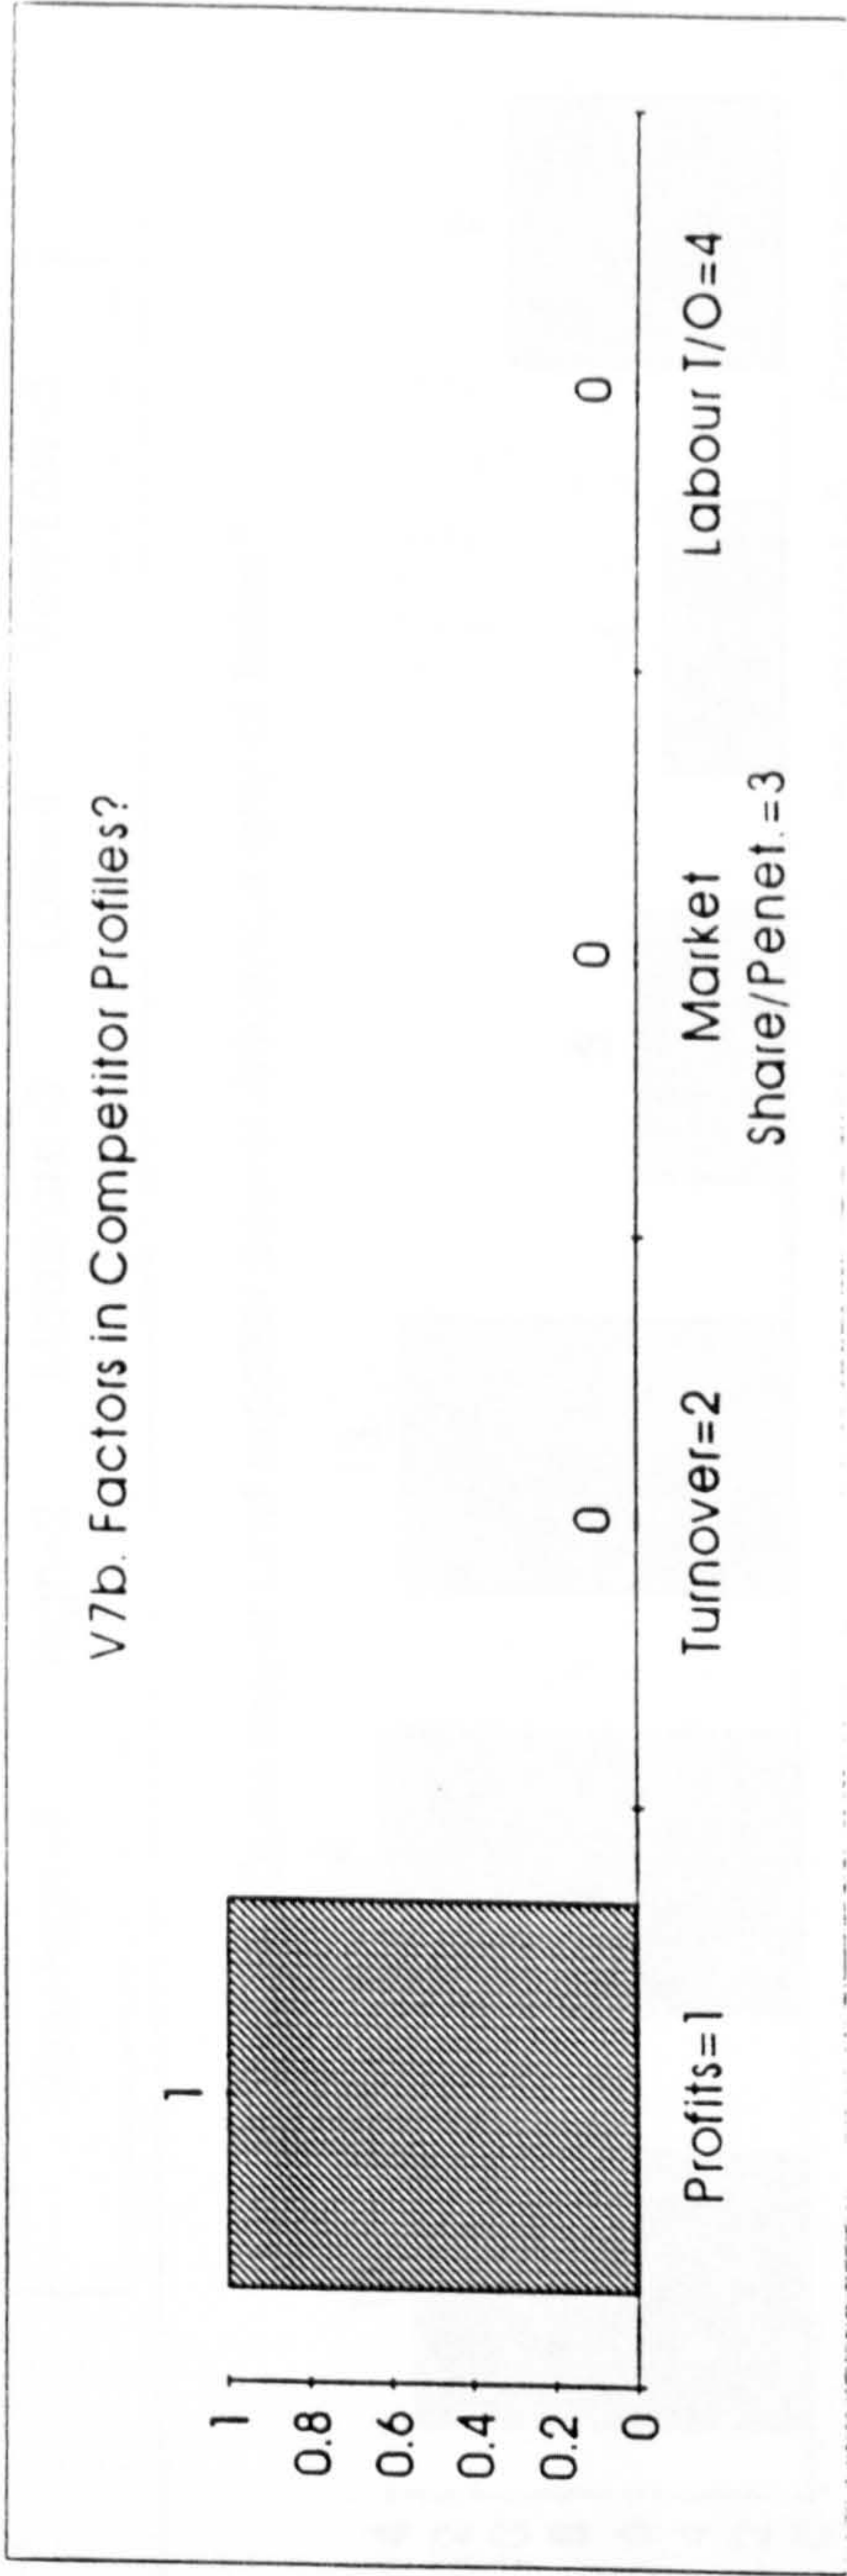 V7b. Factors in Competitor Profiles?
1
0.8
0.6
0.4
0.2
0
1
0
0
0
Profits=1
Turnover=2
Market
Share/Penet.=3
Labour T/O=4